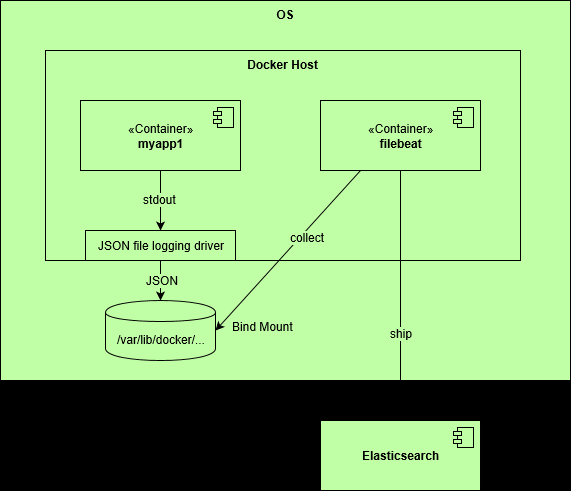 OS
Docker Host
«Container»
myapp1
«Container»
filebeat
stdout
JSON file logging driver
collect
JSON
/var/lib/docker/...
Bind Mount
ship
Elasticsearch